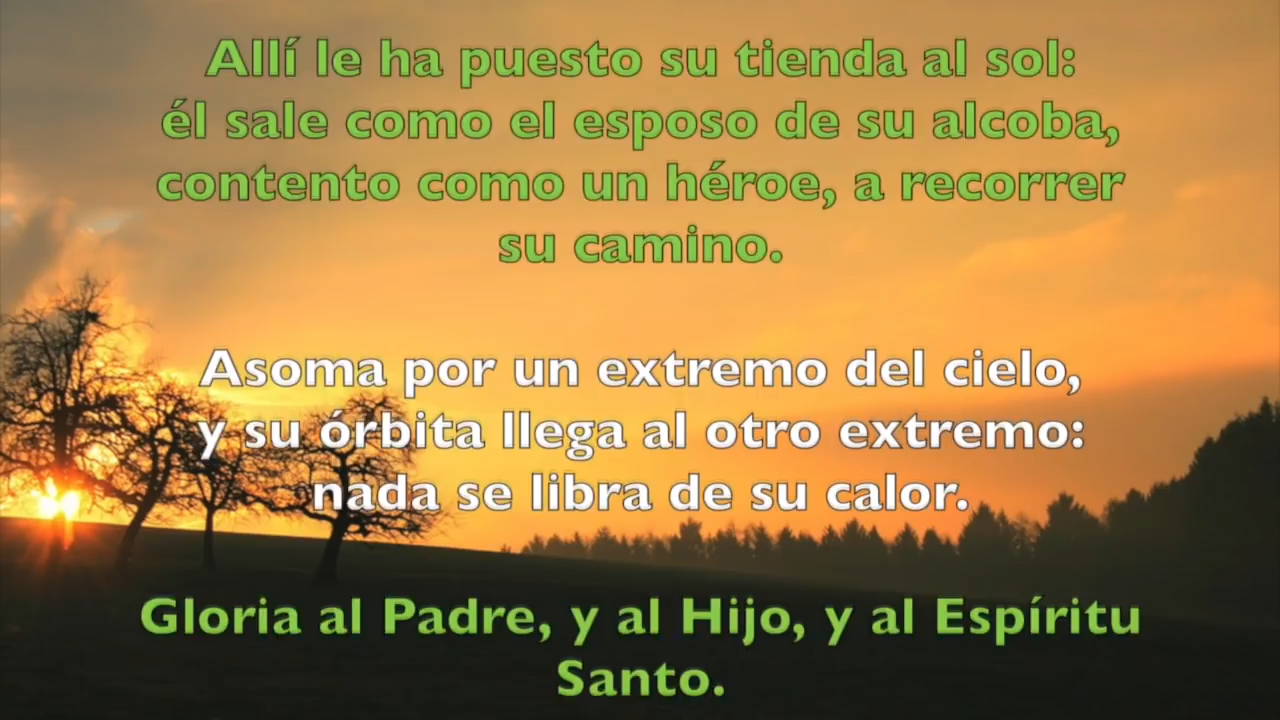 Allí le ha puesto su tienda al sol:
él sale como el esposo de su alcoba,
contento como un héroe, a recorrer
su camino.
Asoma por un extremo del cielo,
y su órbita llega al otro extremo:
nada se libra de su calor.
Gloria al Padre, y al Hijo, y al Espíritu
Santo.